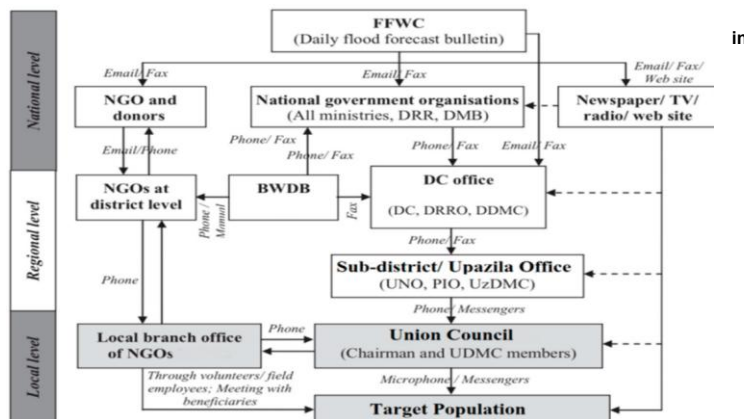 FFWC
(Daily flood forecast bulletin)
in
National level
Email/ Fax
Email/ Fax
Email/ Fax/
Web site
NGO and
donors
National government organisations
(All ministries, DRR, DMB)
Newspaper/ TV/
radio/ web site
Email/Phone
Phone/ Fax
Phone/ Fax
Phone/ Fax
Email/ Fax
Regional level
NGOs at
district level
BWDB
DC office
(DC, DRRO, DDMC)
Phone /
Manual
Fax
Phone/ Fax
Sub-district/ Upazila Office
(UNO, PIO, UzDMC)
Phone
Phone/ Messengers
Local level
Local branch office
of NGOs
Phone
Union Council
(Chairman and UDMC members)
Through volunteers/ field
employees; Meeting with
beneficiaries
Microphone / Messengers
Target Population